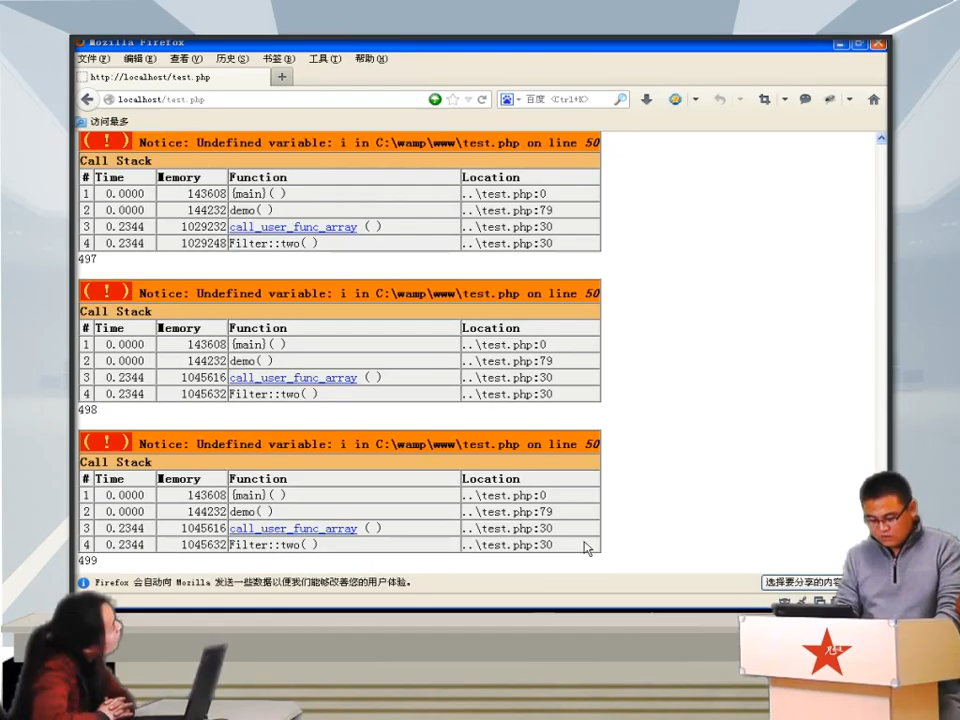 Mozilla Firefox
文件(F) 编辑(E) 查看(V) 历史(S) 书签(B) 工具(T) 帮助(H)
http://localhost/test.php
localhost/test.php 百度 <Ctrl+K>
访问最多
( ! ) Notice: Undefined variable: i in C:\wamp\www\test.php on line 50
Call Stack
# Time Memory Function Location
1 0.0000 143608 {main}( ) ..\test.php:0
2 0.0000 144232 demo( ) ..\test.php:79
3 0.2344 1029232 call_user_func_array ( ) ..\test.php:30
4 0.2344 1029248 Filter::two( ) ..\test.php:30
497
( ! ) Notice: Undefined variable: i in C:\wamp\www\test.php on line 50
Call Stack
# Time Memory Function Location
1 0.0000 143608 {main}( ) ..\test.php:0
2 0.0000 144232 demo( ) ..\test.php:79
3 0.2344 1045616 call_user_func_array ( ) ..\test.php:30
4 0.2344 1045632 Filter::two( ) ..\test.php:30
498
( ! ) Notice: Undefined variable: i in C:\wamp\www\test.php on line 50
Call Stack
# Time Memory Function Location
1 0.0000 143608 {main}( ) ..\test.php:0
2 0.0000 144232 demo( ) ..\test.php:79
3 0.2344 1045616 call_user_func_array ( ) ..\test.php:30
4 0.2344 1045632 Filter::two( ) ..\test.php:30
499
Firefox 会自动向 Mozilla 发送一些数据以便我们能够改善您的用户体验。 选择要分享的内容